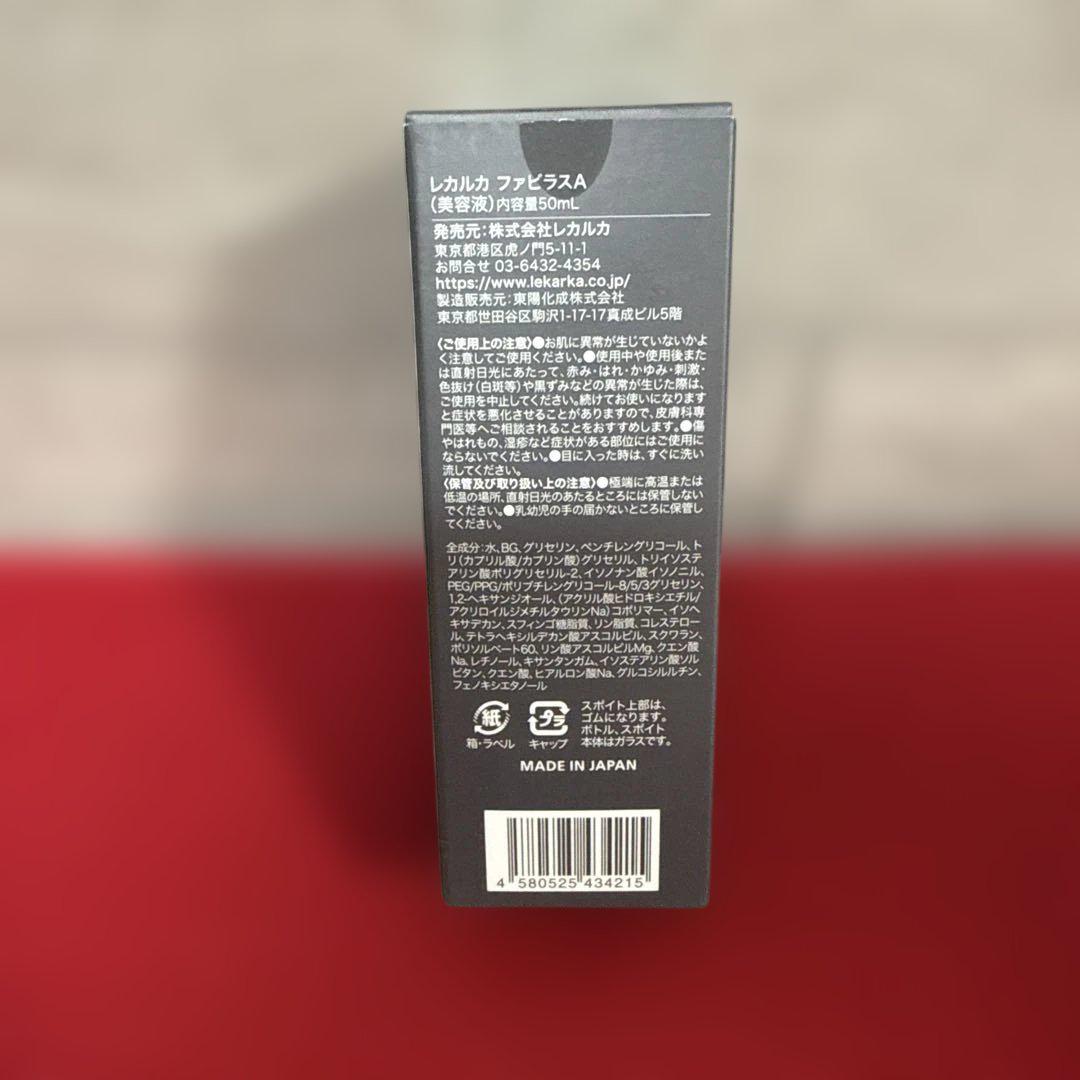 レカルカ ファビラスA
(美容液)内容量50mL
発売元:株式会社レカルカ
東京都港区虎ノ門5-11-1
お問合せ 03-6432-4354
https://www.lekarka.co.jp/
製造販売元:東陽化成株式会社
東京都世田谷区駒沢1-17-17真成ビル5階
〈ご使用上の注意〉●お肌に異常が生じていないかよ
く注意してご使用ください。●使用中や使用後また
は直射日光にあたって、赤み・はれ・かゆみ・刺激・
色抜け(白斑等)や黒ずみなどの異常が生じた際は、
ご使用を中止してください。続けてお使いになります
と症状を悪化させることがありますので、皮膚科専
門医等へご相談されることをおすすめします。●傷
やはれもの、湿疹など症状がある部位にはご使用に
ならないでください。●目に入った時は、すぐに洗い
流してください。
〈保管及び取り扱い上の注意〉●極端に高温または
低温の場所、直射日光のあたるところには保管しない
でください。●乳幼児の手の届かないところに保管し
てください。
全成分:水、BG、グリセリン、ペンチレングリコール、ト
リ(カプリル酸/カプリン酸)グリセリル、トリイソステ
アリン酸ポリグリセリル-2、イソノナン酸イソノニル、
PEG/PPG/ポリブチレングリコール-8/5/3グリセリン、
1,2-ヘキサンジオール、(アクリル酸ヒドロキシエチル/
アクリロイルジメチルタウリンNa)コポリマー、イソヘ
キサデカン、スフィンゴ糖脂質、リン脂質、コレステロー
ル、テトラヘキシルデカン酸アスコルビル、スクワラン、
ポリソルベート60、リン酸アスコルビルMg、クエン酸
Na、レチノール、キサンタンガム、イソステアリン酸ソル
ビタン、クエン酸、ヒアルロン酸Na、グルコシルルチン、
フェノキシエタノール
紙
箱・ラベル
プラ
キャップ
スポイト上部は、
ゴムになります。
ボトル、スポイト
本体はガラスです。
MADE IN JAPAN
4 580525 434215